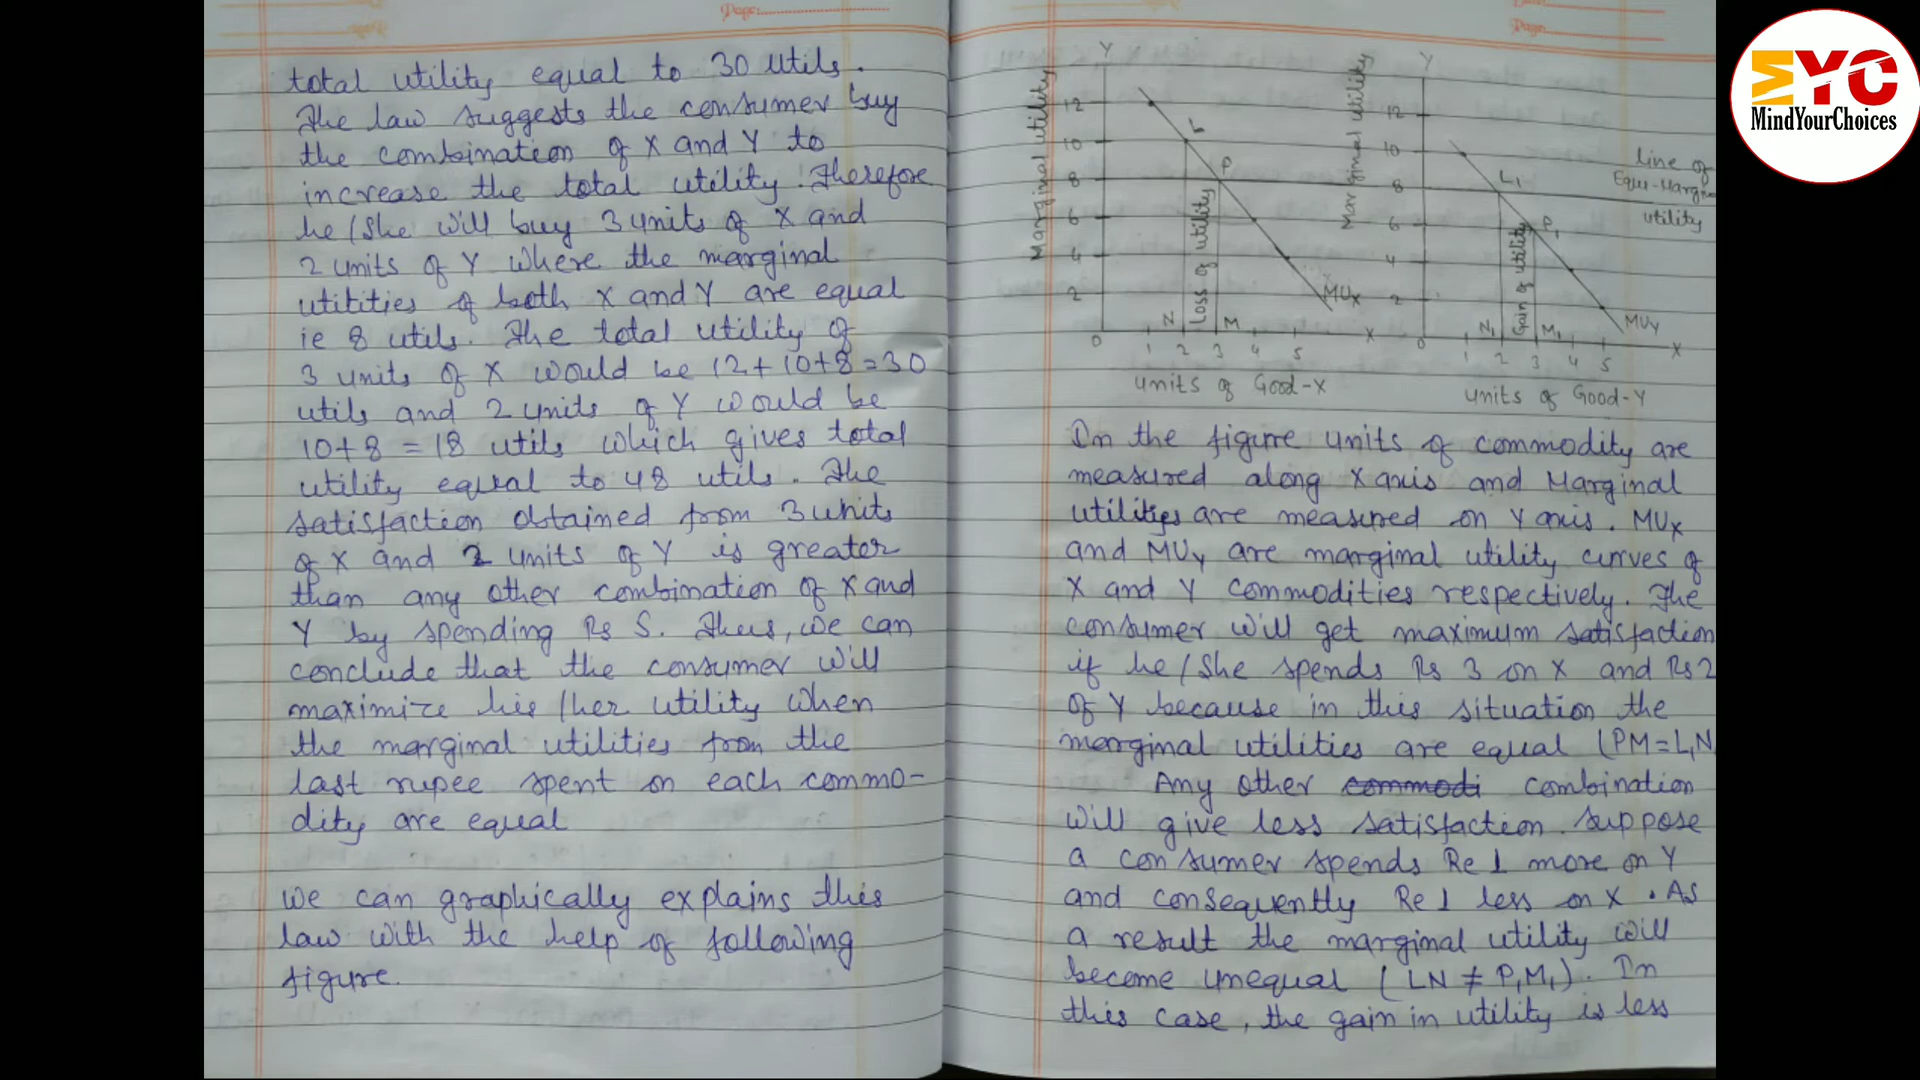 Page:
total utility equal to 30 utils.
The law suggests the consumer buy
the combination of X and Y to
increase the total utility. Therefore
he/she will buy 3 units of X and
2 units of Y where the marginal
utitities of both X and Y are equal
ie 8 utils. The total utility of
3 units of X would be 12+10+8=30
utils and 2 units of Y would be
10+8 = 18 utils which gives total
utility equal to 48 utils. The
satisfaction obtained from 3 units
of X and 2 units of Y is greater
than any other combination of X and
Y by spending Rs 5. Thus, we can
conclude that the consumer will
maximize his/her utility when
the marginal utilities from the
last rupee spent on each commo-
dity are equal
We can graphically explains this
law with the help of following
figure.
Page
Y
Marginal utility
12
10
8
6
4
2
0
P
Loss of utility
MUx
N
M
X
1 2 3 4 5
units of Good-X
Y
Marginal utility
12
10
8
6
4
2
0
line of
Equi-Margin
utility
L1
P1
Gain of utility
MUY
N1
M1
X
1 2 3 4 5
units of Good-Y
In the figure units of commodity are
measured along X axis and Marginal
utilities are measured on Y axis. MUx
and MUY are marginal utility curves of
X and Y commodities respectively. The
consumer will get maximum satisfaction
if he/she spends Rs 3 on X and Rs 2
of Y because in this situation the
marginal utilities are equal (PM=L1N
Any other commodi combination
will give less satisfaction. Suppose
a consumer spends Re 1 more on Y
and consequently Re 1 less on X. As
a result the marginal utility will
become unequal (LN ≠ P1M1). In
this case, the gain in utility is less
MYC
MindYourChoices